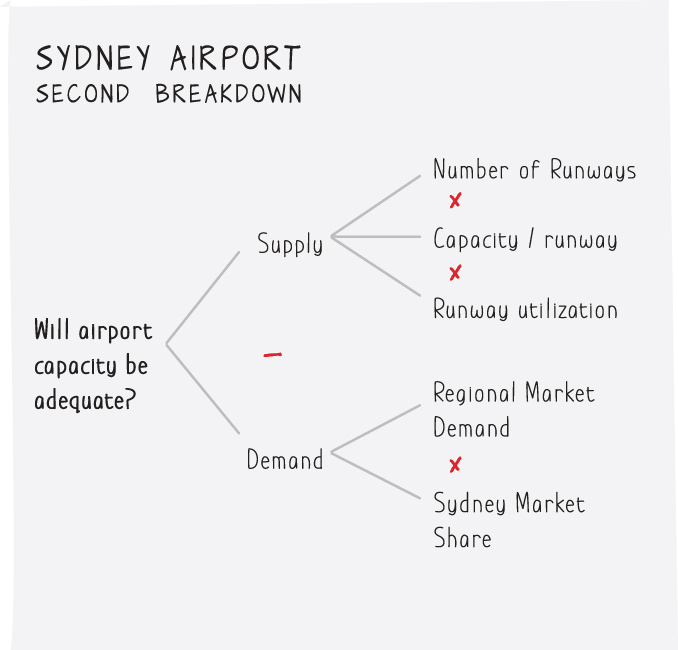 SYDNEY AIRPORT
SECOND BREAKDOWN
Number of Runways
x
Supply
Capacity / runway
x
Runway utilization
Will airport
capacity be
adequate?
–
Regional Market
Demand
Demand
x
Sydney Market
Share